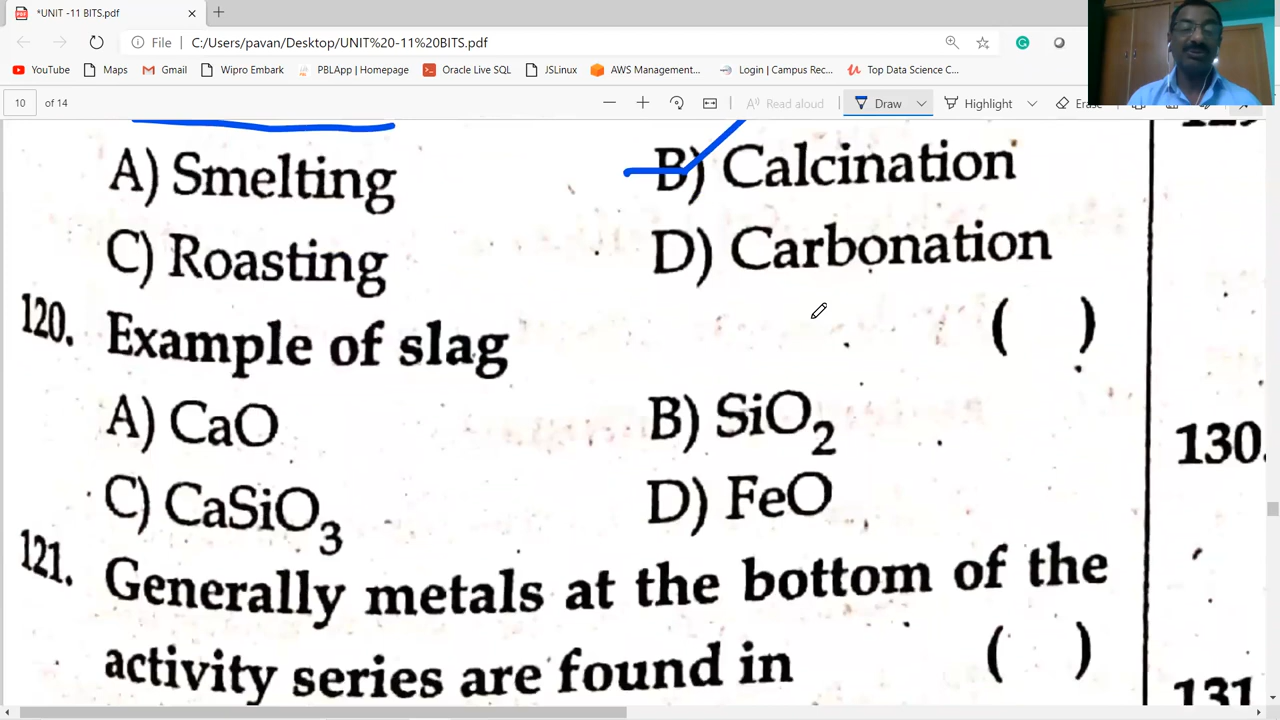 *UNIT -11 BITS.pdf
File C:/Users/pavan/Desktop/UNIT%20-11%20BITS.pdf
YouTube Maps Gmail Wipro Embark PBLApp | Homepage Oracle Live SQL JSLinux AWS Management... Login | Campus Rec... Top Data Science C...
10 of 14 Read aloud Draw Highlight Erase
A) Smelting B) Calcination
C) Roasting D) Carbonation
120. Example of slag ( )
A) CaO B) SiO2
C) CaSiO3 D) FeO
121. Generally metals at the bottom of the
activity series are found in ( )
130.
131